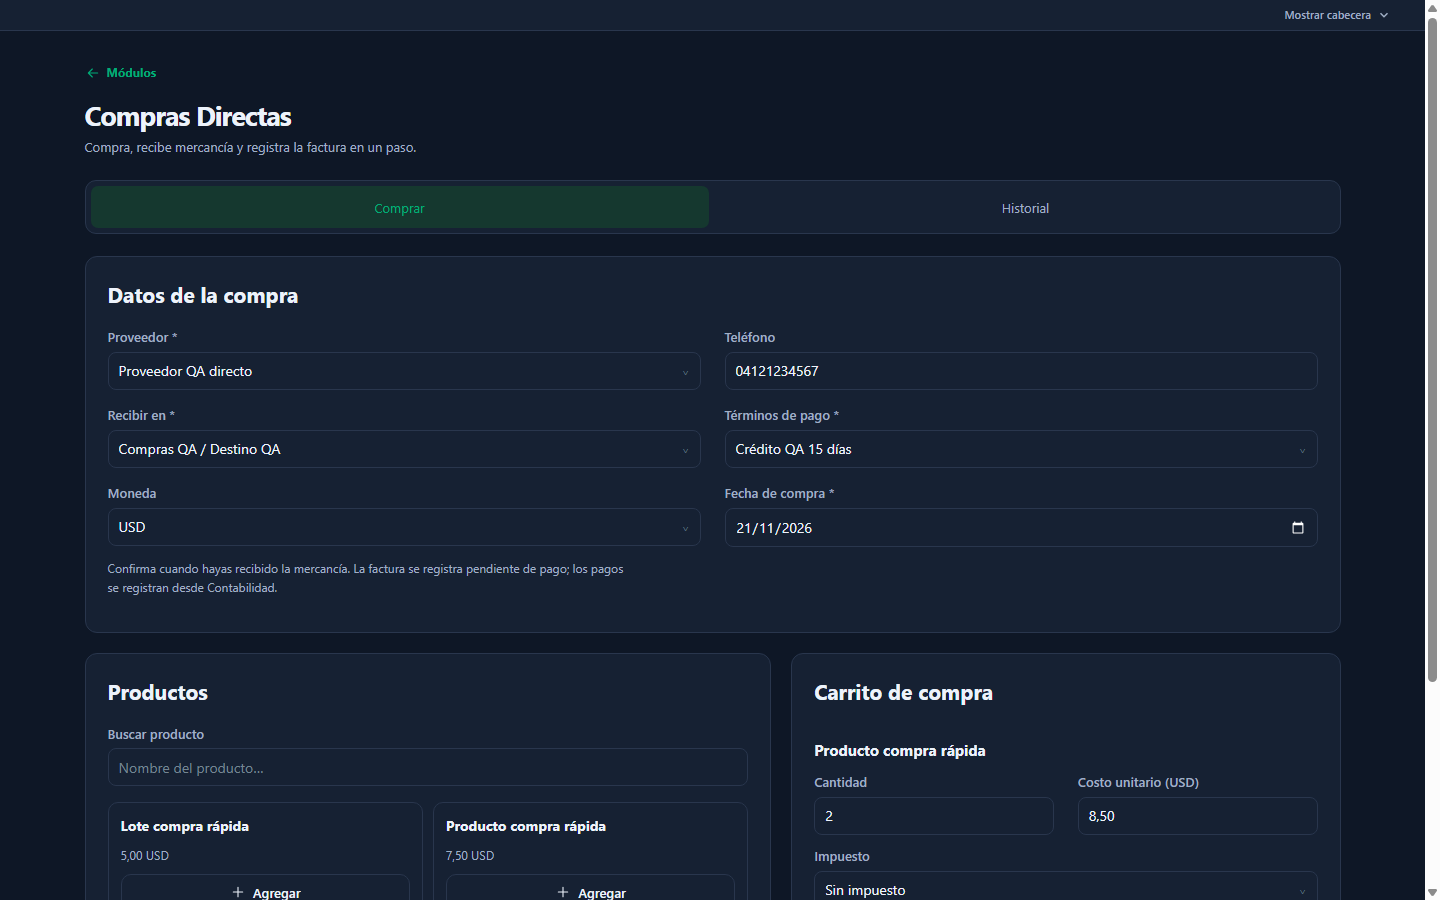 Mostrar cabecera
Módulos
Compras Directas
Compra, recibe mercancía y registra la factura en un paso.
Comprar
Historial
Datos de la compra
Proveedor *
Teléfono
Proveedor QA directo
04121234567
Recibir en *
Términos de pago *
Compras QA / Destino QA
Crédito QA 15 días
Moneda
Fecha de compra *
USD
21/11/2026
Confirma cuando hayas recibido la mercancía. La factura se registra pendiente de pago; los pagos
se registran desde Contabilidad.
Productos
Buscar producto
Nombre del producto...
Lote compra rápida
5,00 USD
Agregar
Producto compra rápida
7,50 USD
Agregar
Carrito de compra
Producto compra rápida
Cantidad
Costo unitario (USD)
2
8,50
Impuesto
Sin impuesto